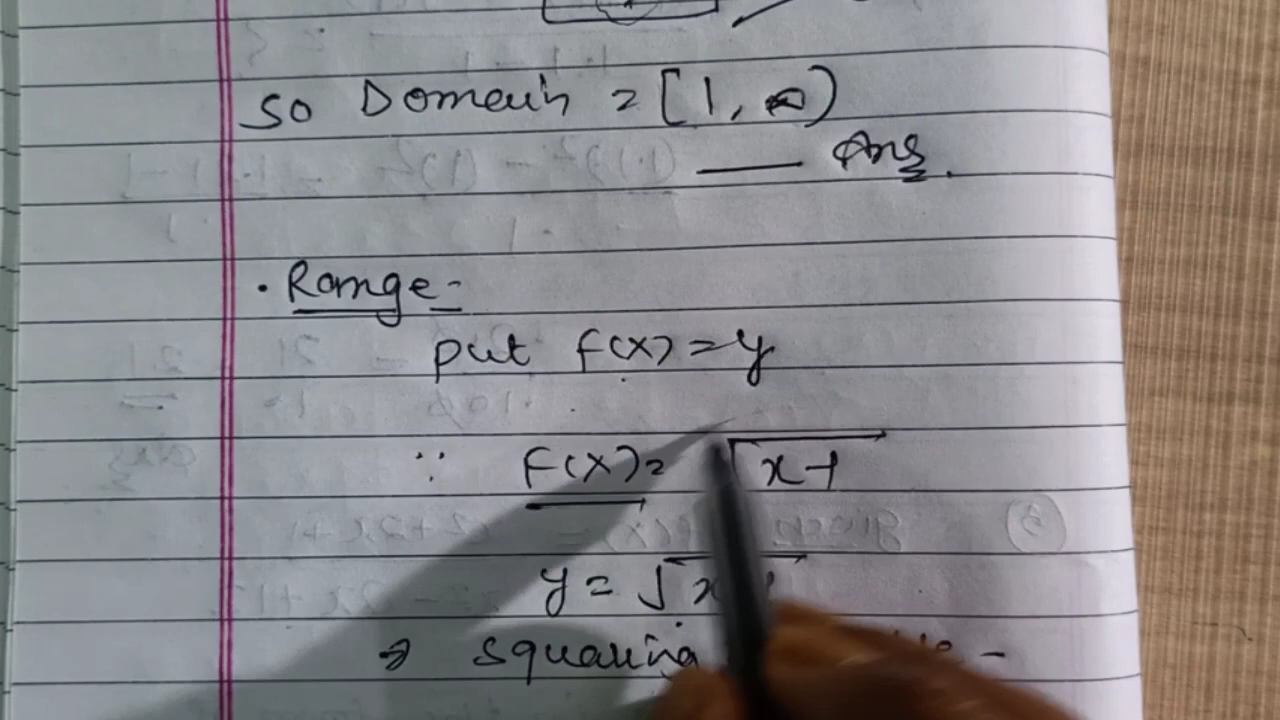 so Domain = [1, ∞)
Ans.
• Range-
put f(x) = y
∵ f(x) = √x-1
y = √x
⇒ squaring